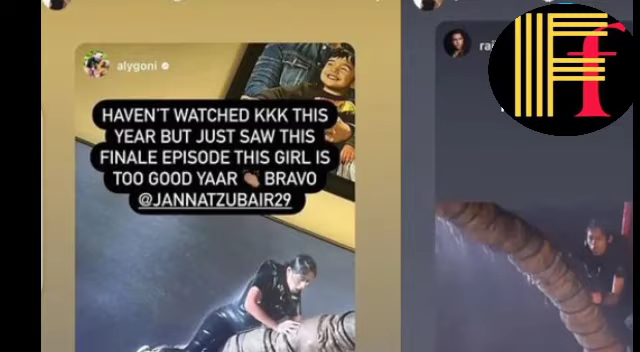 alygoni
HAVEN'T WATCHED KKK THIS
YEAR BUT JUST SAW THIS
FINALE EPISODE THIS GIRL IS
TOO GOOD YAAR 👏 BRAVO
@JANNATZUBAIR29